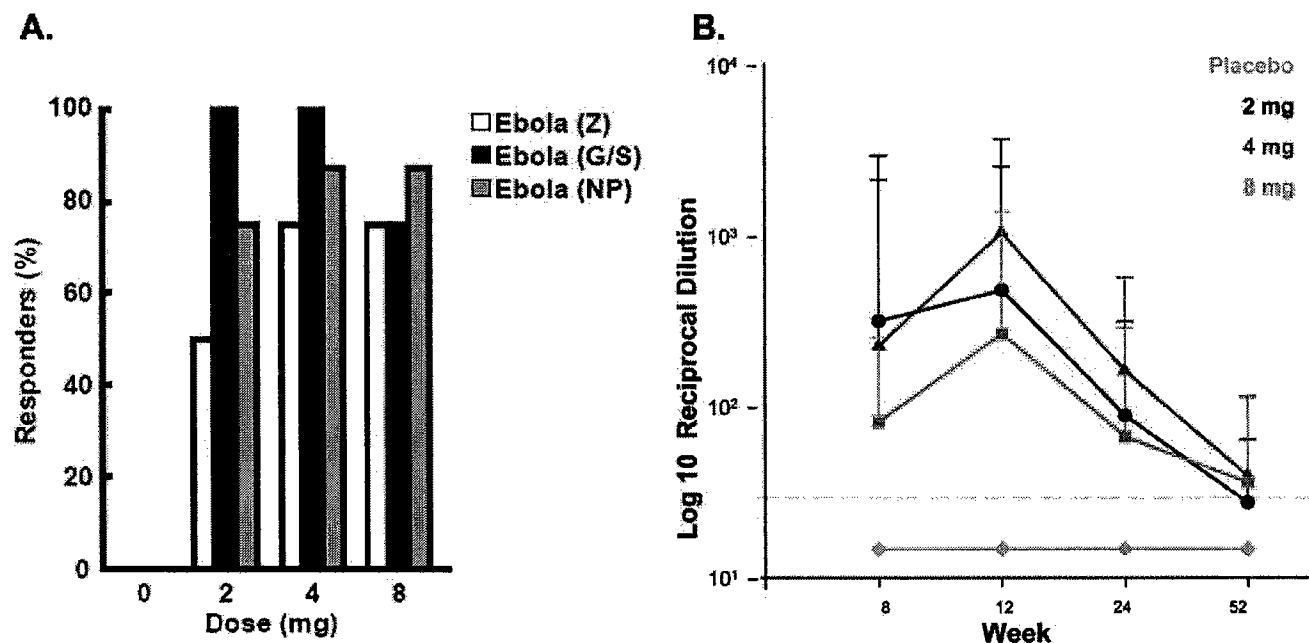 A.
100
80
60
40
20
0
Responders (%)
0 2 4 8
Dose (mg)
Ebola (Z)
Ebola (G/S)
Ebola (NP)
B.
10⁴
10³
10²
10¹
Log 10 Reciprocal Dilution
8 12 24 52
Week
Placebo
2 mg
4 mg
8 mg